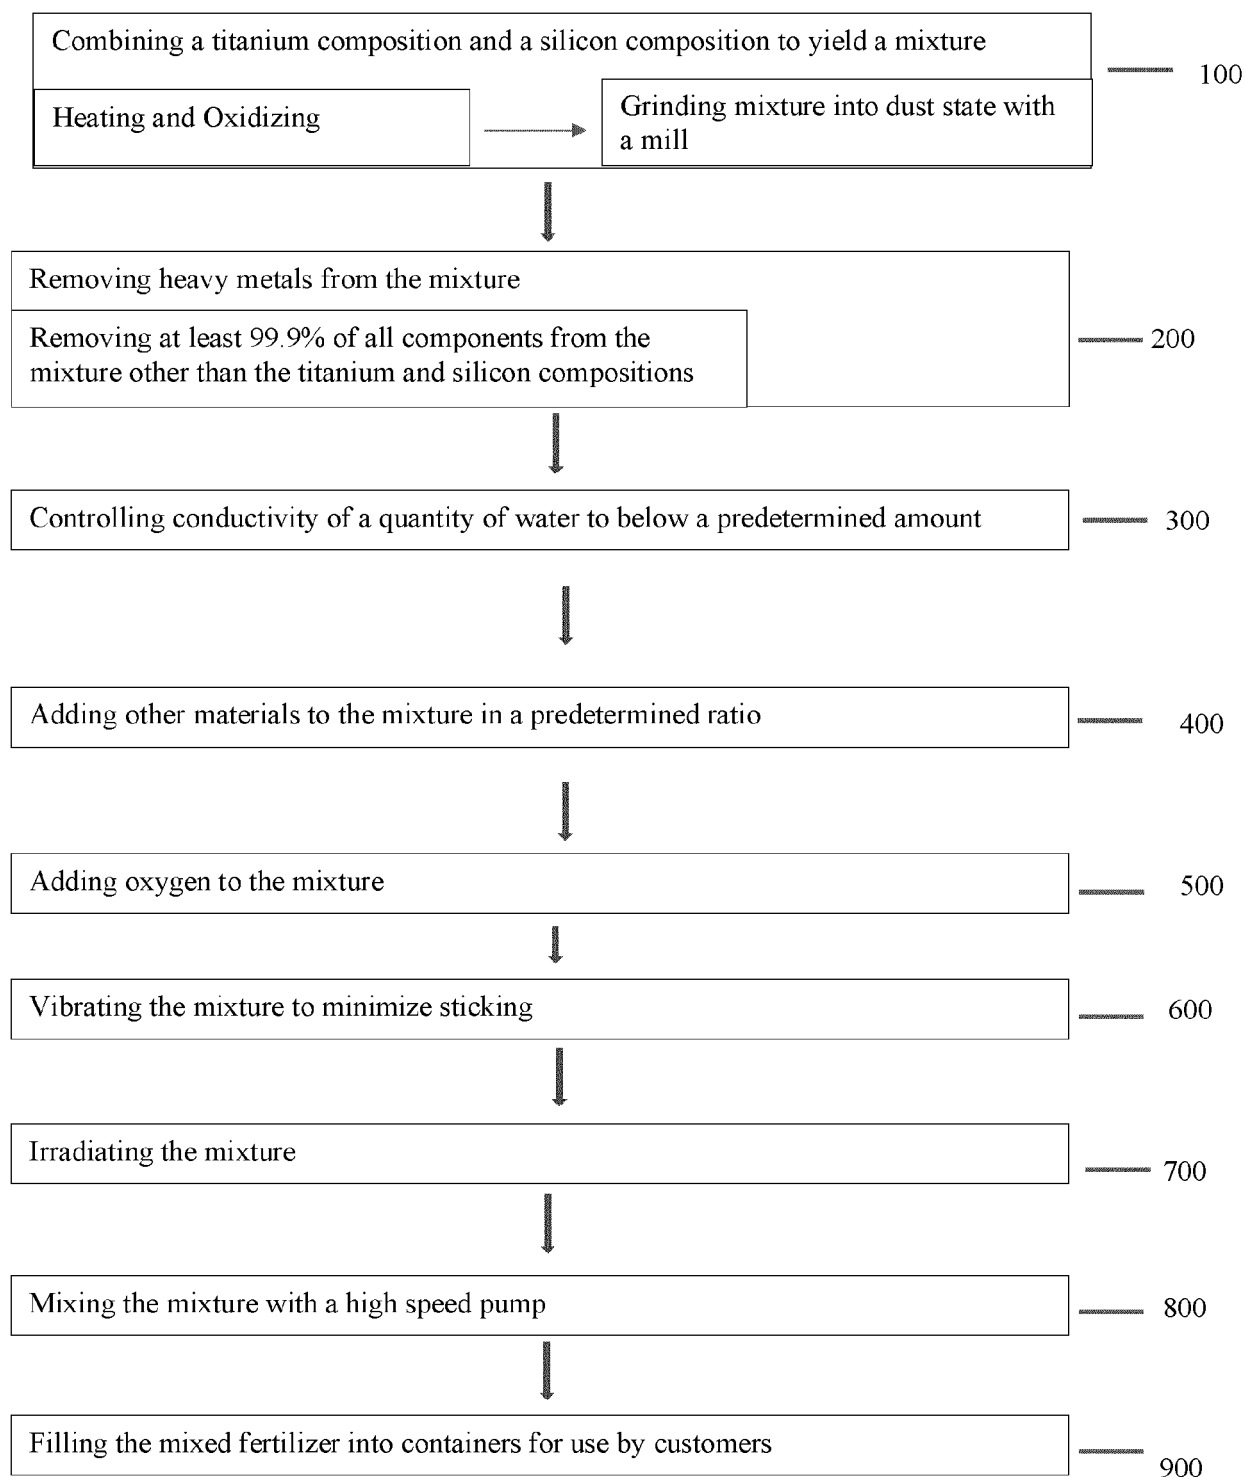 Combining a titanium composition and a silicon composition to yield a mixture
100
Heating and Oxidizing
Grinding mixture into dust state with
a mill
Removing heavy metals from the mixture
Removing at least 99.9% of all components from the
mixture other than the titanium and silicon compositions
200
Controlling conductivity of a quantity of water to below a predetermined amount
300
Adding other materials to the mixture in a predetermined ratio
400
Adding oxygen to the mixture
500
Vibrating the mixture to minimize sticking
600
Irradiating the mixture
700
Mixing the mixture with a high speed pump
800
Filling the mixed fertilizer into containers for use by customers
900